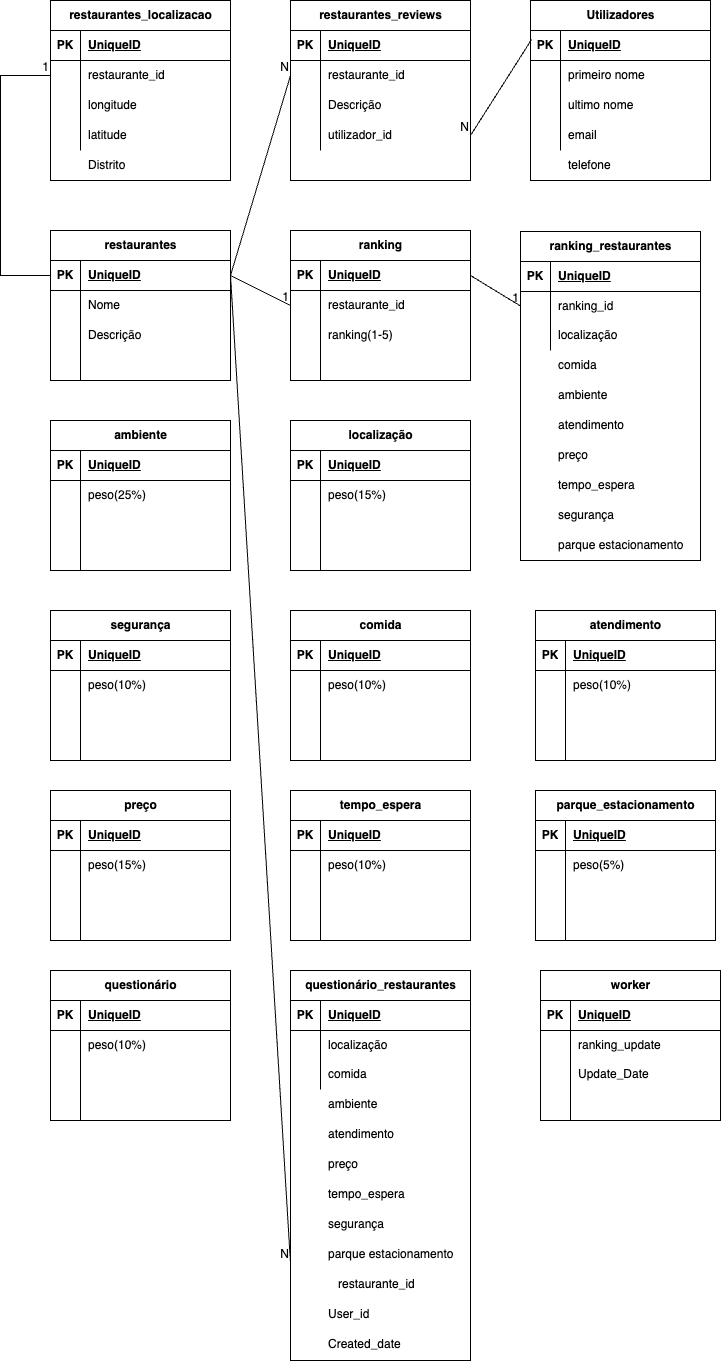 restaurantes_localizacao
PK UniqueID
restaurante_id
longitude
latitude
Distrito
1
restaurantes_reviews
PK UniqueID
restaurante_id
Descrição
utilizador_id
N
N
Utilizadores
PK UniqueID
primeiro nome
ultimo nome
email
telefone
restaurantes
PK UniqueID
Nome
Descrição
ranking
PK UniqueID
restaurante_id
ranking(1-5)
1
ranking_restaurantes
PK UniqueID
ranking_id
localização
comida
ambiente
atendimento
preço
tempo_espera
segurança
parque estacionamento
1
ambiente
PK UniqueID
peso(25%)
localização
PK UniqueID
peso(15%)
segurança
PK UniqueID
peso(10%)
comida
PK UniqueID
peso(10%)
atendimento
PK UniqueID
peso(10%)
preço
PK UniqueID
peso(15%)
tempo_espera
PK UniqueID
peso(10%)
parque_estacionamento
PK UniqueID
peso(5%)
questionário
PK UniqueID
peso(10%)
questionário_restaurantes
PK UniqueID
localização
comida
ambiente
atendimento
preço
tempo_espera
segurança
parque estacionamento
restaurante_id
User_id
Created_date
N
worker
PK UniqueID
ranking_update
Update_Date